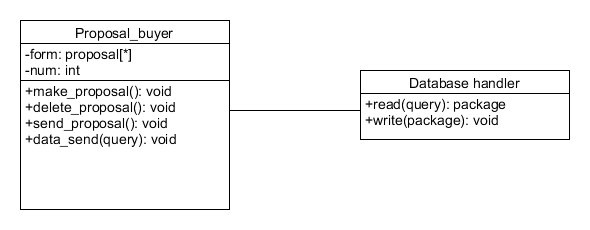 Proposal_buyer
-form: proposal[*]
-num: int
+make_proposal(): void
+delete_proposal(): void
+send_proposal(): void
+data_send(query): void
Database handler
+read(query): package
+write(package): void